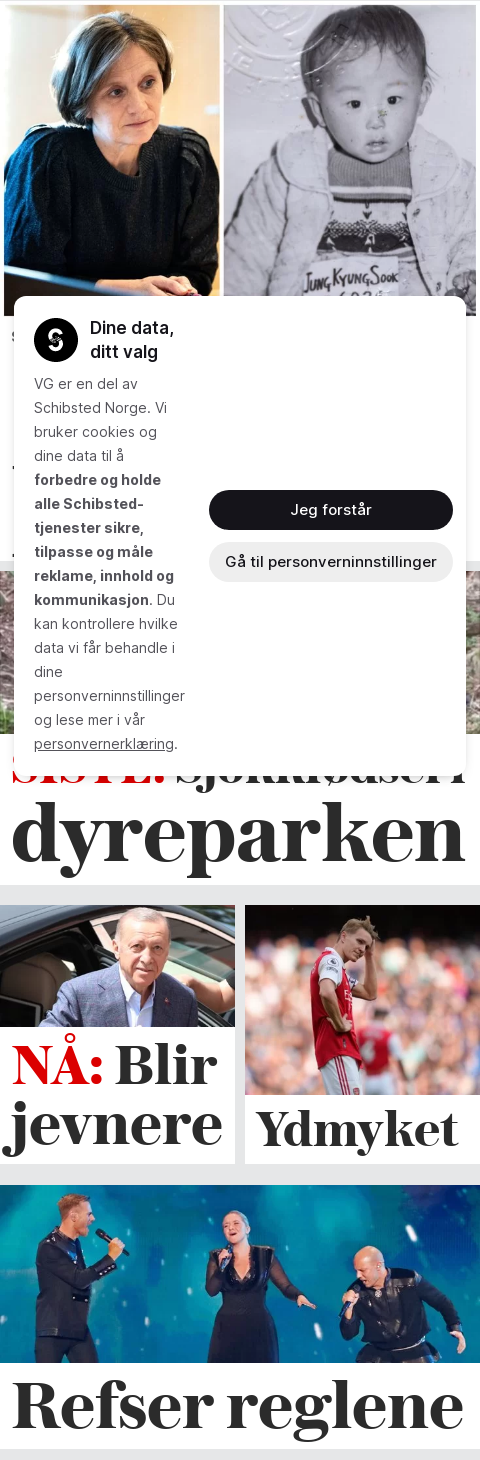 JUNG KYUNG SOOK
Dine data,
ditt valg
VG er en del av
Schibsted Norge. Vi
bruker cookies og
dine data til å
forbedre og holde
alle Schibsted-
tjenester sikre,
tilpasse og måle
reklame, innhold og
kommunikasjon. Du
kan kontrollere hvilke
data vi får behandle i
dine
personverninnstillinger
og lese mer i vår
personvernerklæring.
Jeg forstår
Gå til personverninnstillinger
SISTE: Sjokkfødsel i
dyreparken
NÅ: Blir
jevnere
Ydmyket
Refser reglene